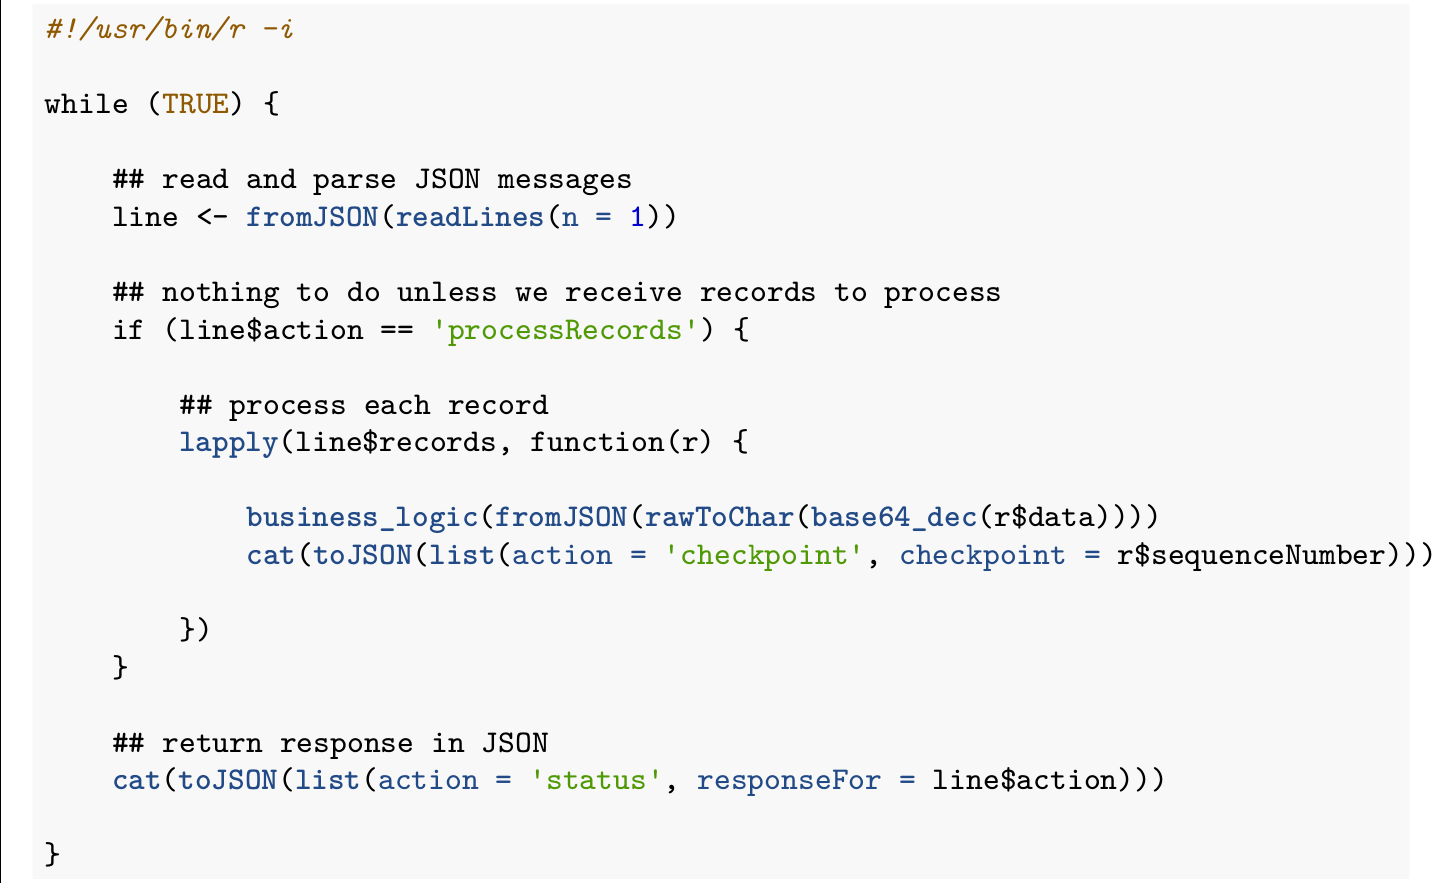 #!/usr/bin/r -i
while (TRUE) {
## read and parse JSON messages
line <- fromJSON(readLines(n = 1))
## nothing to do unless we receive records to process
if (line$action == 'processRecords') {
## process each record
lapply(line$records, function(r) {
business_logic(fromJSON(rawToChar(base64_dec(r$data))))
cat(toJSON(list(action = 'checkpoint', checkpoint = r$sequenceNumber)))
})
}
## return response in JSON
cat(toJSON(list(action = 'status', responseFor = line$action)))
}